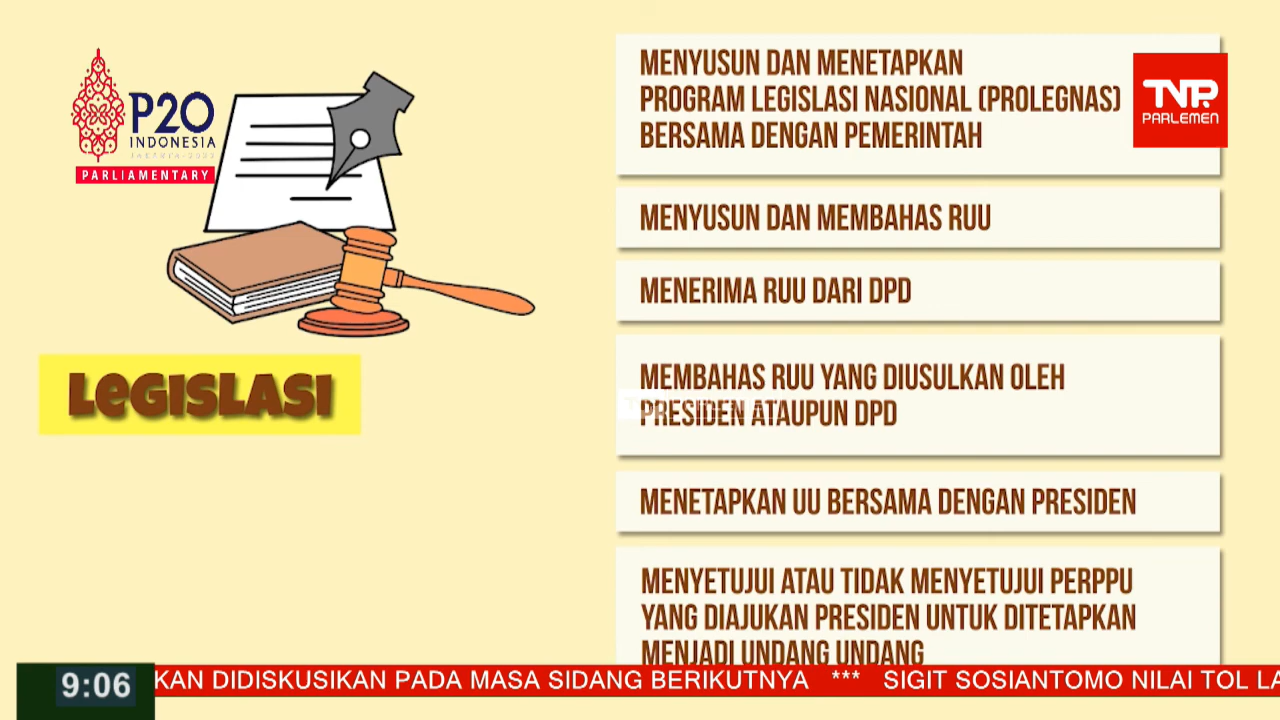 P20
INDONESIA
JAKARTA-2023
PARLIAMENTARY
LEGISLASI
MENYUSUN DAN MENETAPKAN
PROGRAM LEGISLASI NASIONAL (PROLEGNAS)
BERSAMA DENGAN PEMERINTAH
TVP.
PARLEMEN
MENYUSUN DAN MEMBAHAS RUU
MENERIMA RUU DARI DPD
MEMBAHAS RUU YANG DIUSULKAN OLEH
PRESIDEN ATAUPUN DPD
MENETAPKAN UU BERSAMA DENGAN PRESIDEN
MENYETUJUI ATAU TIDAK MENYETUJUI PERPPU
YANG DIAJUKAN PRESIDEN UNTUK DITETAPKAN
MENJADI UNDANG UNDANG
9:06
KAN DIDISKUSIKAN PADA MASA SIDANG BERIKUTNYA *** SIGIT SOSIANTOMO NILAI TOL LA